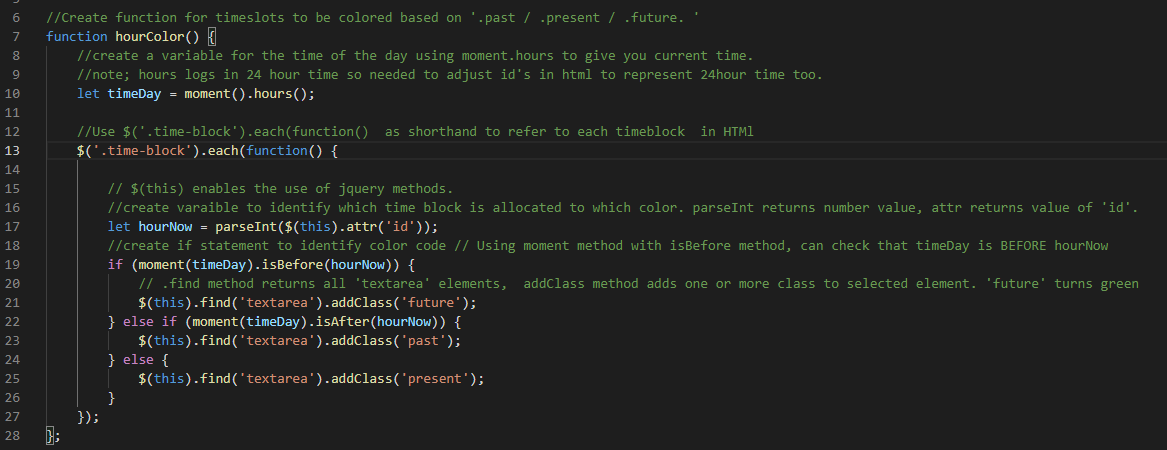 6 //Create function for timeslots to be colored based on '.past / .present / .future. '
7 function hourColor() {
8 //create a variable for the time of the day using moment.hours to give you current time.
9 //note; hours logs in 24 hour time so needed to adjust id's in html to represent 24hour time too.
10 let timeDay = moment().hours();
11
12 //Use $('.time-block').each(function()  as shorthand to refer to each timeblock  in HTMl
13 $('.time-block').each(function() {
14
15 // $(this) enables the use of jquery methods.
16 //create varaible to identify which time block is allocated to which color. parseInt returns number value, attr returns value of 'id'.
17 let hourNow = parseInt($(this).attr('id'));
18 //create if statement to identify color code // Using moment method with isBefore method, can check that timeDay is BEFORE hourNow
19 if (moment(timeDay).isBefore(hourNow)) {
20 // .find method returns all 'textarea' elements,  addClass method adds one or more class to selected element. 'future' turns green
21 $(this).find('textarea').addClass('future');
22 } else if (moment(timeDay).isAfter(hourNow)) {
23 $(this).find('textarea').addClass('past');
24 } else {
25 $(this).find('textarea').addClass('present');
26 }
27 });
28 };